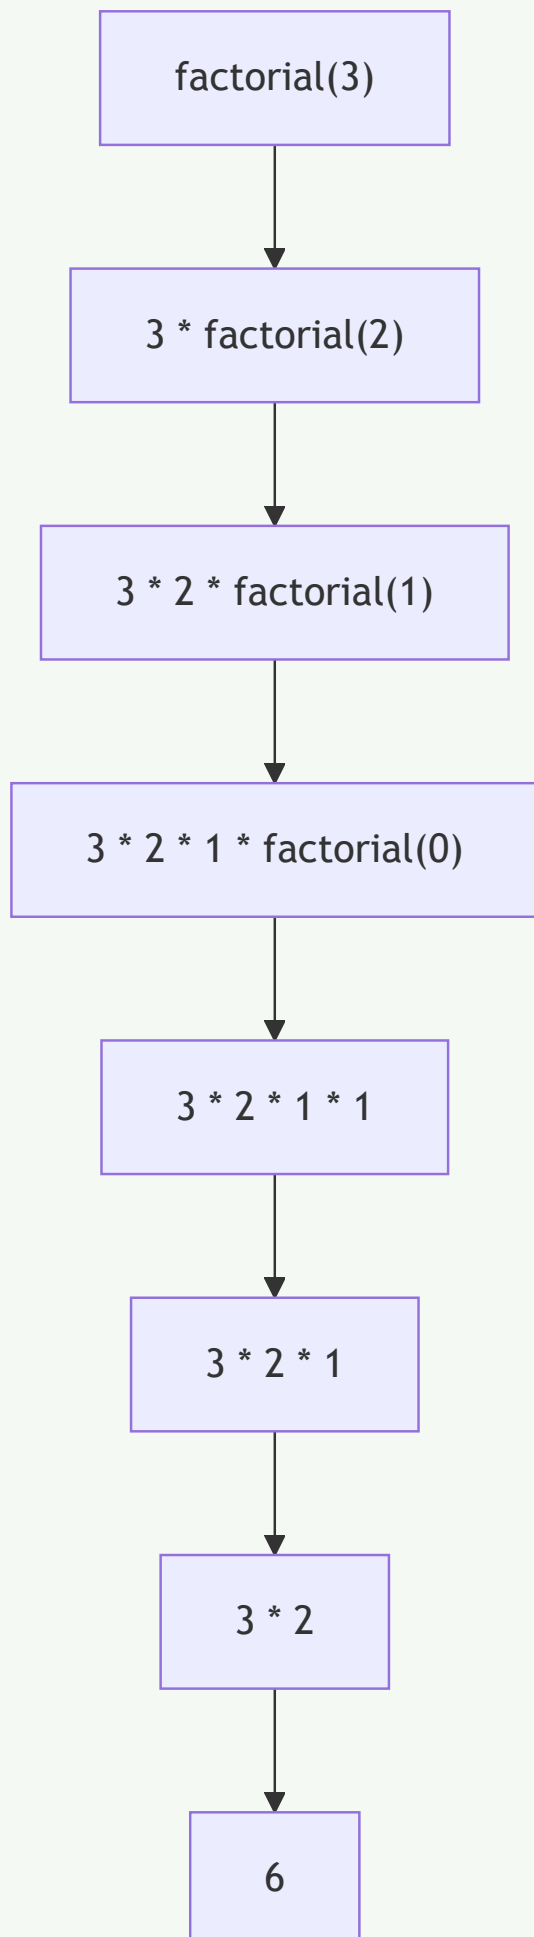 factorial(3)
3 * factorial(2)
3 * 2 * factorial(1)
3 * 2 * 1 * factorial(0)
3 * 2 * 1 * 1
3 * 2 * 1
3 * 2
6